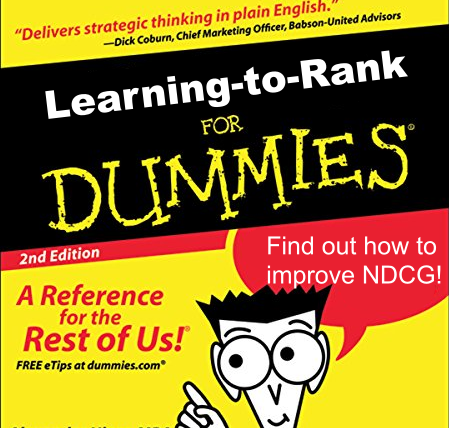 "Delivers strategic thinking in plain English."
—Dick Coburn, Chief Marketing Officer, Babson-United Advisors
Learning-to-Rank
FOR
DUMMIES®
2nd Edition
Find out how to
improve NDCG!
A Reference
for the
Rest of Us!®
FREE eTips at dummies.com®